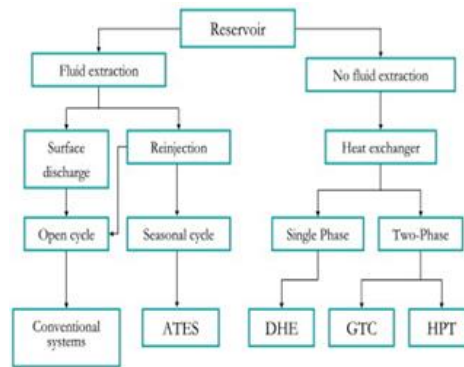 Reservoir
Fluid extraction
No fluid extraction
Surface
discharge
Reinjection
Heat exchanger
Open cycle
Seasonal cycle
Single Phase
Two-Phase
Conventional
systems
ATES
DHE
GTC
HPT